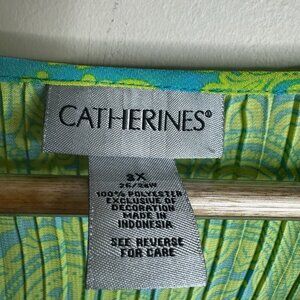 CATHERINES®
3X
26/28W
100% POLYESTER
EXCLUSIVE OF
DECORATION
MADE IN
INDONESIA
SEE REVERSE
FOR CARE